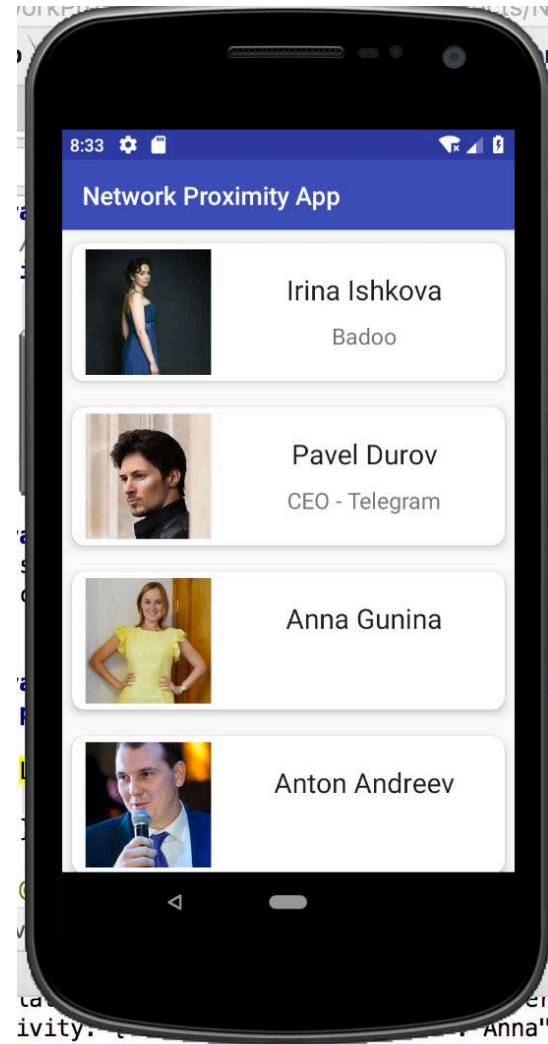 8:33
Network Proximity App
Irina Ishkova
Badoo
Pavel Durov
CEO - Telegram
Anna Gunina
Anton Andreev
ivity: {
Anna"